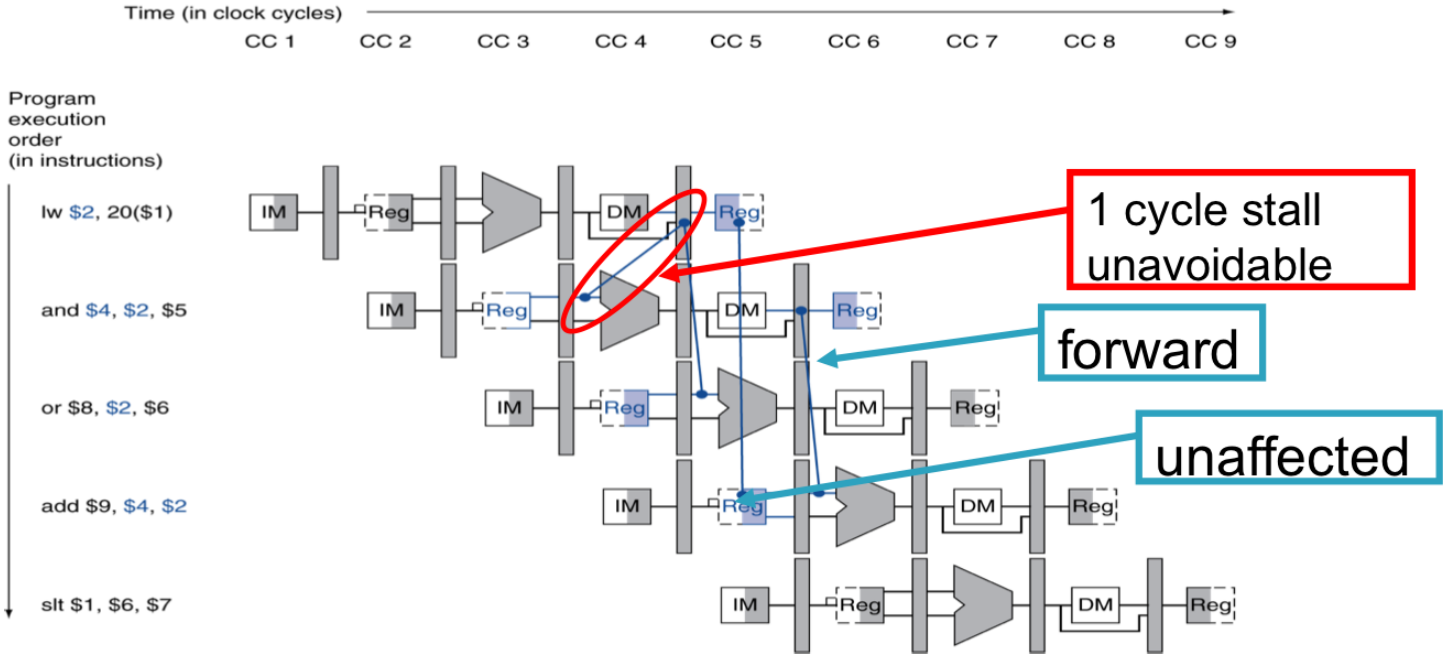 Time (in clock cycles)
CC 1 CC 2 CC 3 CC 4 CC 5 CC 6 CC 7 CC 8 CC 9
Program
execution
order
(in instructions)
lw $2, 20($1) IM Reg DM Reg
1 cycle stall
unavoidable
and $4, $2, $5 IM Reg DM Reg
forward
or $8, $2, $6 IM Reg DM Reg
unaffected
add $9, $4, $2 IM Reg DM Reg
slt $1, $6, $7 IM Reg DM Reg